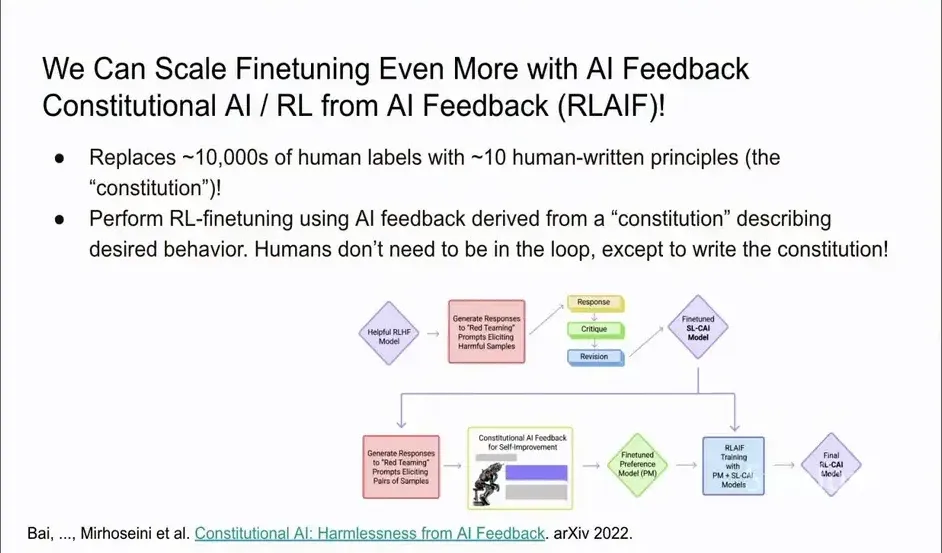 We Can Scale Finetuning Even More with AI Feedback
Constitutional AI / RL from AI Feedback (RLAIF)!
● Replaces ~10,000s of human labels with ~10 human-written principles (the
“constitution”)!
● Perform RL-finetuning using AI feedback derived from a “constitution” describing
desired behavior. Humans don’t need to be in the loop, except to write the constitution!
Helpful RLHF
Model
Generate Responses
to "Red Teaming"
Prompts Eliciting
Harmful Samples
Response
Critique
Revision
Finetuned
SL-CAI
Model
Generate Responses
to "Red Teaming"
Prompts Eliciting
Pairs of Samples
Constitutional AI Feedback
for Self-Improvement
Finetuned
Preference
Model (PM)
RLAIF
Training
with
PM + SL-CAI
Models
Final
RL-CAI
Model
Bai, ..., Mirhoseini et al. Constitutional AI: Harmlessness from AI Feedback. arXiv 2022.